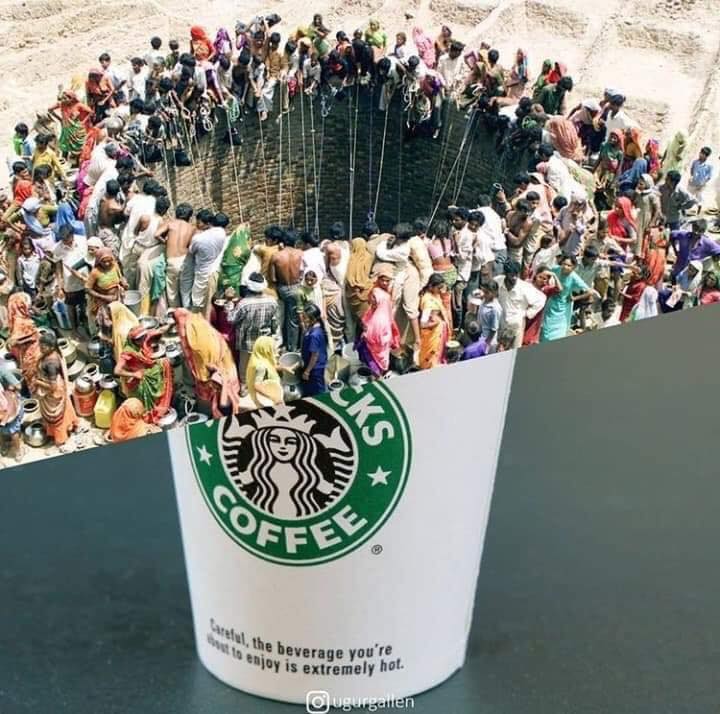 CKS
COFFEE
®
Careful, the beverage you're
about to enjoy is extremely hot.
ugurgallen